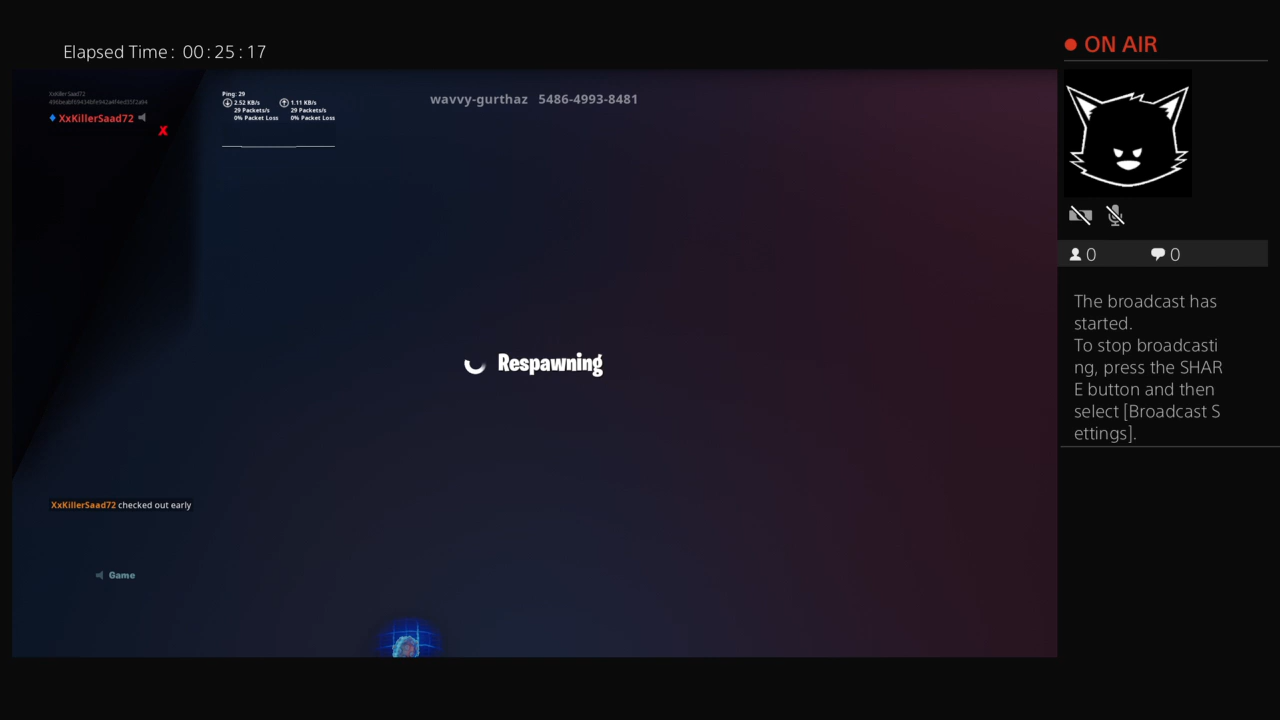 Elapsed Time: 00:25:17
ON AIR
XxKillerSaad72
XxKillerSaad72
X
Ping: 29
2.52 KB/s 1.11 KB/s
29 Packets/s 29 Packets/s
0% Packet Loss 0% Packet Loss
wavvy-gurthaz 5486-4993-8481
0 0
The broadcast has
started.
To stop broadcasti
ng, press the SHAR
E button and then
select [Broadcast S
ettings].
Respawning
XxKillerSaad72 checked out early
Game